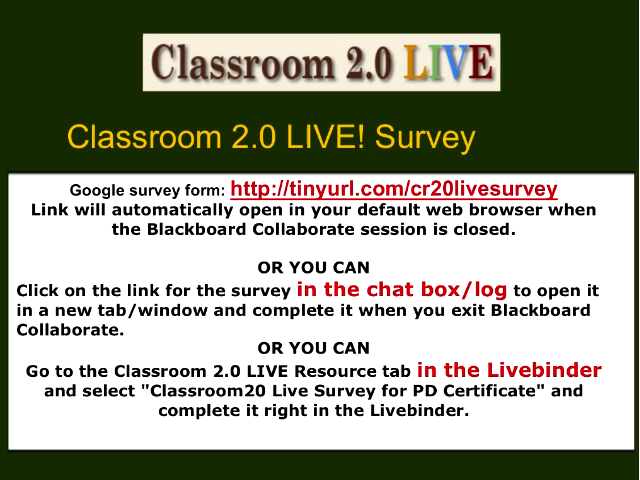 Classroom 2.0 LIVE
Classroom 2.0 LIVE! Survey
Google survey form: http://tinyurl.com/cr20livesurvey
Link will automatically open in your default web browser when
the Blackboard Collaborate session is closed.
OR YOU CAN
Click on the link for the survey in the chat box/log to open it
in a new tab/window and complete it when you exit Blackboard
Collaborate.
OR YOU CAN
Go to the Classroom 2.0 LIVE Resource tab in the Livebinder
and select "Classroom20 Live Survey for PD Certificate" and
complete it right in the Livebinder.